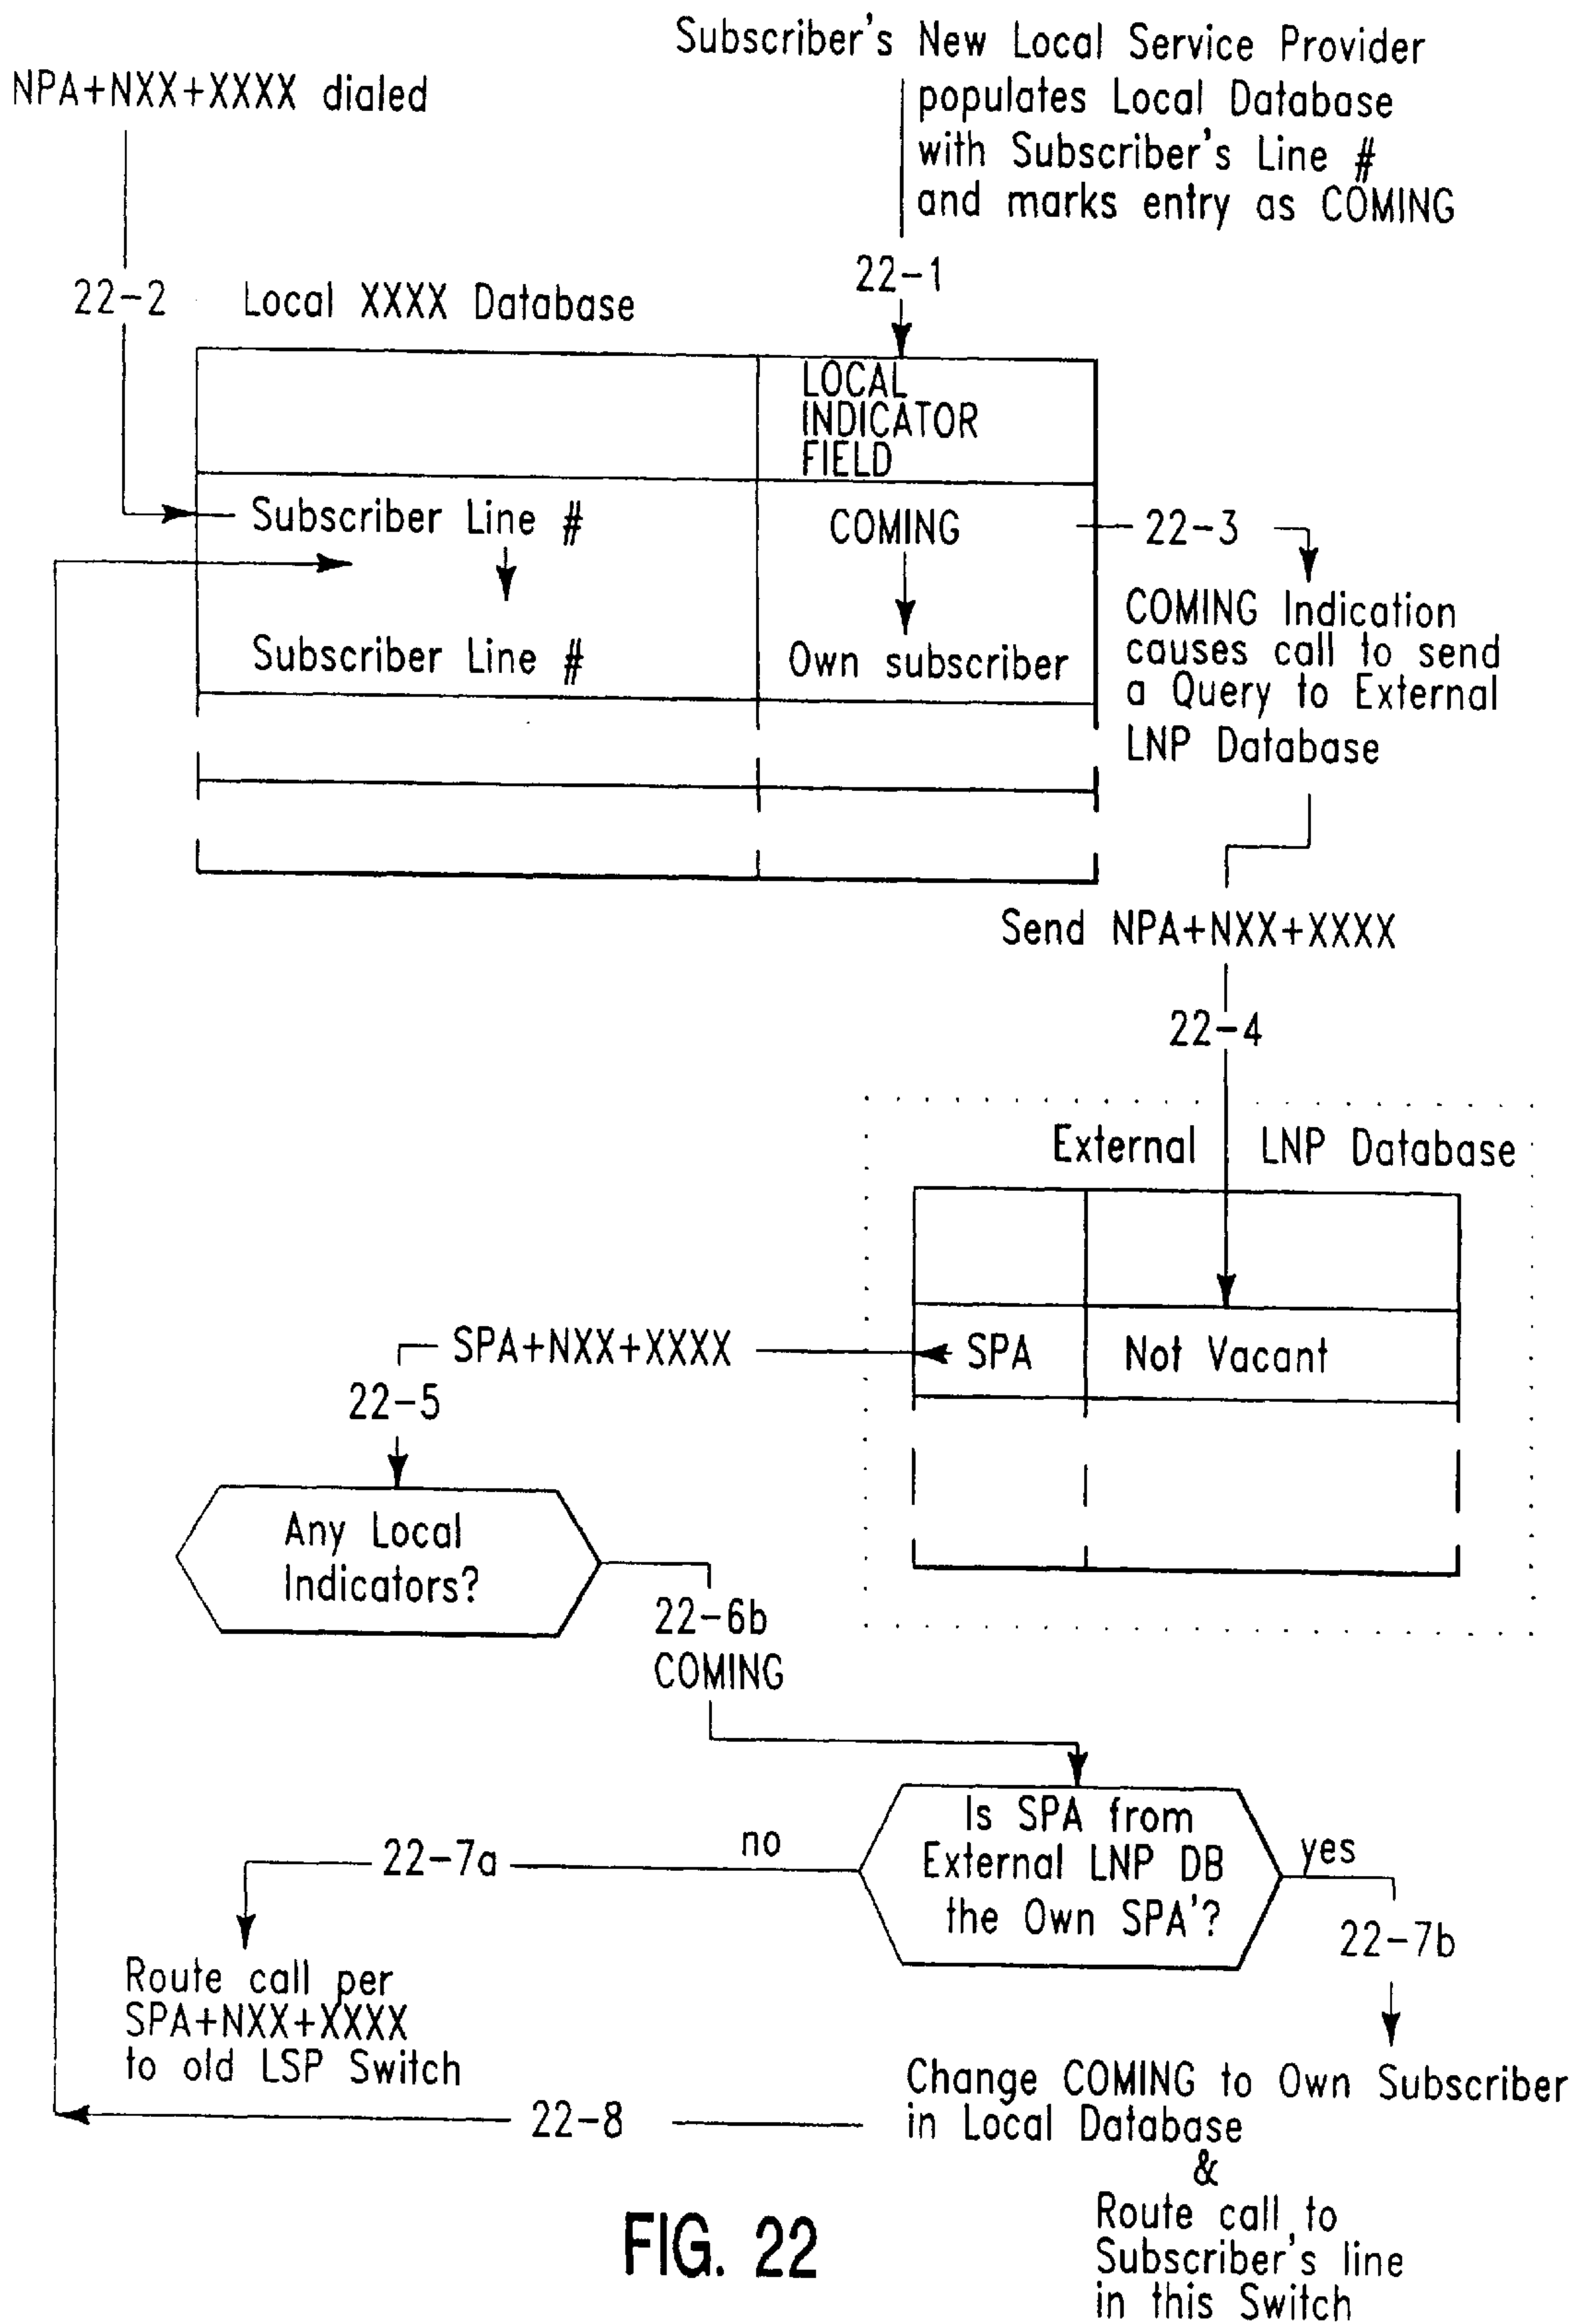 Subscriber's New Local Service Provider
populates Local Database
with Subscriber's Line #
and marks entry as COMING
NPA+NXX+XXXX dialed
22-1
22-2
Local XXXX Database
LOCAL
INDICATOR
FIELD
Subscriber Line #
COMING
22-3
Subscriber Line #
Own subscriber
COMING Indication
causes call to send
a Query to External
LNP Database
Send NPA+NXX+XXXX
22-4
External LNP Database
SPA+NXX+XXXX
SPA
Not Vacant
22-5
Any Local
Indicators?
22-6b
COMING
Is SPA from
External LNP DB
the Own SPA'?
no
yes
22-7a
22-7b
Route call per
SPA+NXX+XXXX
to old LSP Switch
Change COMING to Own Subscriber
in Local Database
&
Route call to
Subscriber's line
in this Switch
22-8
FIG. 22